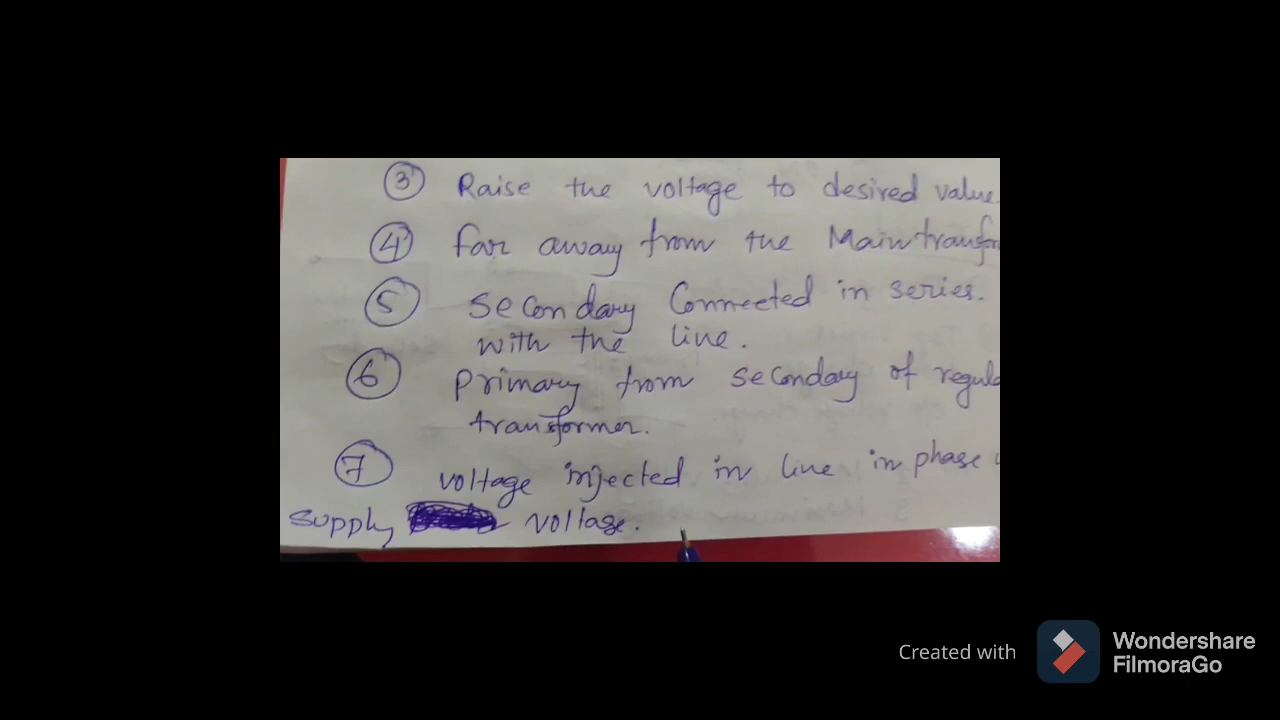 3 Raise the voltage to desired value.
4 far away from the Main transfor
5 Secondary Connected in series.
with the line.
6 primary from secondary of regula
transformer.
7 voltage injected in line in phase
supply voltage.
Created with
Wondershare
FilmoraGo